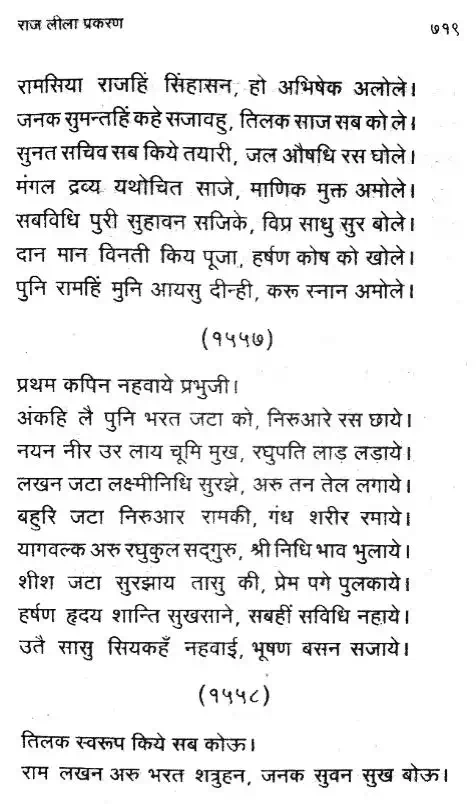 राज लीला प्रकरण
७१९
रामसिया राजहिं सिंहासन, हो अभिषेक अलोले।
जनक सुमन्तहिं कहे सजावहु, तिलक साज सब को ले।
सुनत सचिव सब किये तयारी, जल औषधि रस घोले।
मंगल द्रव्य यथोचित साजे, माणिक मुक्त अमोले।
सबविधि पुरी सुहावन सजिके, विप्र साधु सुर बोले।
दान मान विनती किय पूजा, हर्षण कोष को खोले।
पुनि रामहिं मुनि आयसु दीन्ही, करू स्नान अमोले।
(१५५७)
प्रथम कपिन नहवाये प्रभुजी।
अंकहि लै पुनि भरत जटा को, निरुआरे रस छाये।
नयन नीर उर लाय चूमि मुख, रघुपति लाड़ लड़ाये।
लखन जटा लक्ष्मीनिधि सुरझे, अरु तन तेल लगाये।
बहुरि जटा निरुआर रामकी, गंध शरीर रमाये।
यागवल्क अरु रघुकुल सद्गुरु, श्री निधि भाव भुलाये।
शीश जटा सुरझाय तासु की, प्रेम पगे पुलकाये।
हर्षण हृदय शान्ति सुखसाने, सबहीं सविधि नहाये।
उतै सासु सियकहँ नहवाई, भूषण बसन सजाये।
(१५५८)
तिलक स्वरूप किये सब कोऊ।
राम लखन अरु भरत शत्रुहन, जनक सुवन सुख बोऊ।